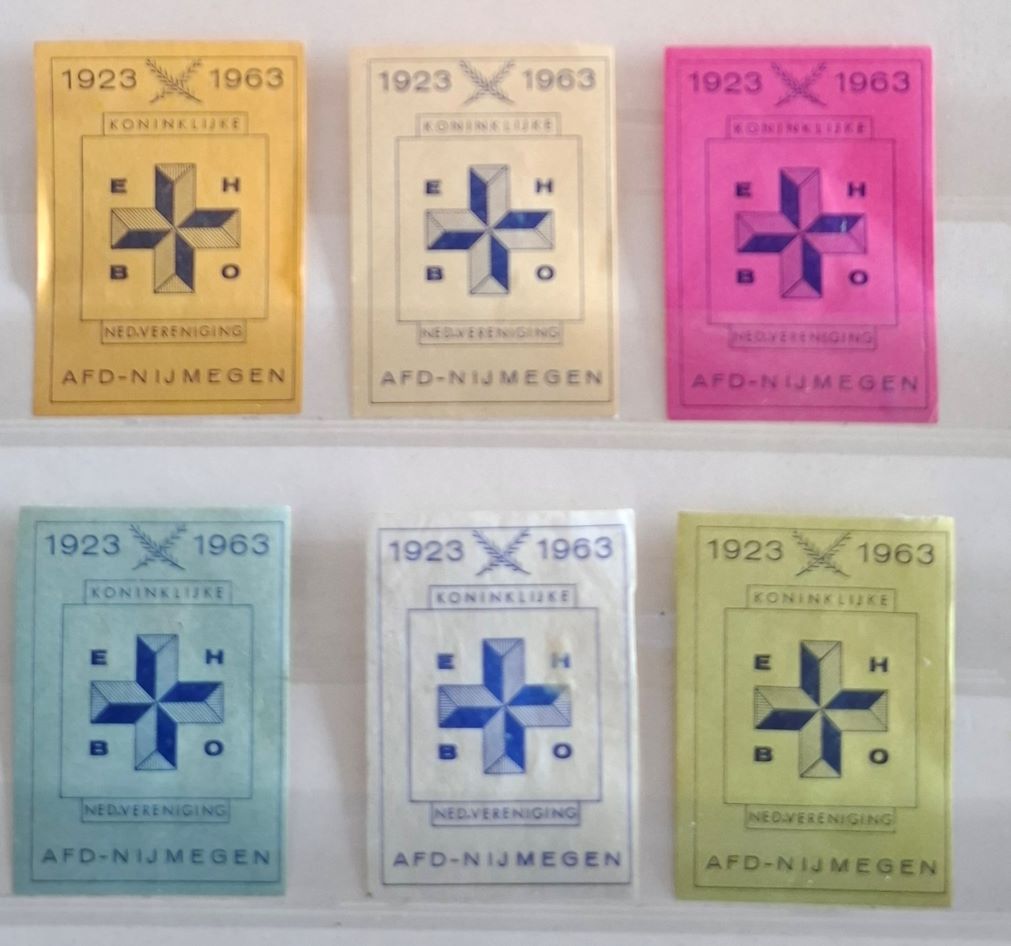 1923 1963
KONINKLIJKE
E H
B O
NED.VERENIGING
AFD-NIJMEGEN
1923 1963
KONINKLIJKE
E H
B O
NED.VERENIGING
AFD-NIJMEGEN
1923 1963
KONINKLIJKE
E H
B O
NED.VERENIGING
AFD-NIJMEGEN
1923 1963
KONINKLIJKE
E H
B O
NED.VERENIGING
AFD-NIJMEGEN
1923 1963
KONINKLIJKE
E H
B O
NED.VERENIGING
AFD-NIJMEGEN
1923 1963
KONINKLIJKE
E H
B O
NED.VERENIGING
AFD-NIJMEGEN